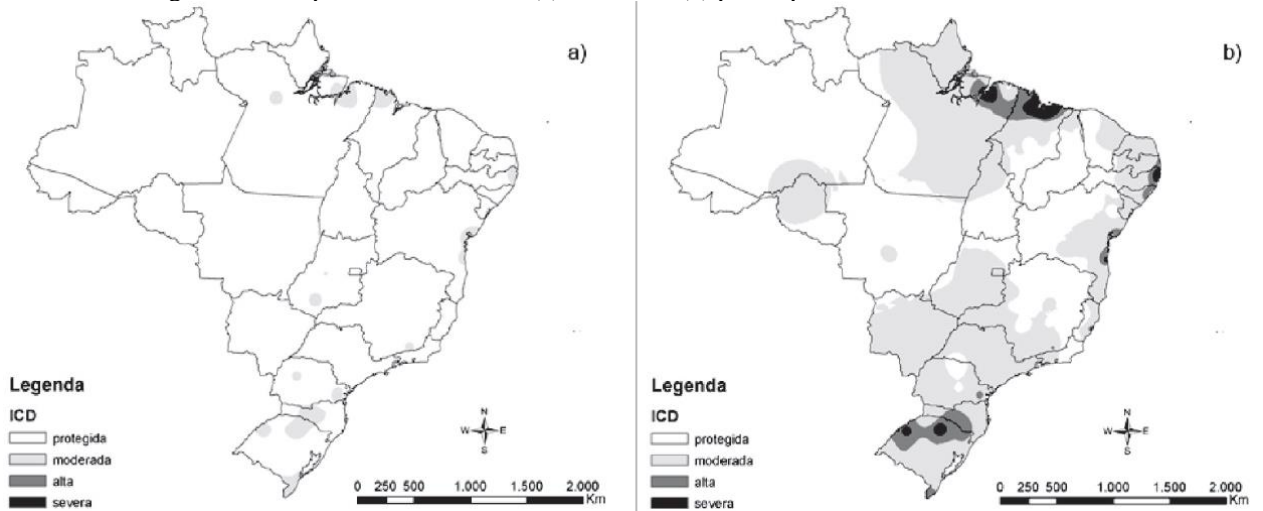 a)
Legenda
ICD
protegida
moderada
alta
severa
N
W E
S
0 250 500 1.000 1.500 2.000
Km
b)
Legenda
ICD
protegida
moderada
alta
severa
N
W E
S
0 250 500 1.000 1.500 2.000
Km